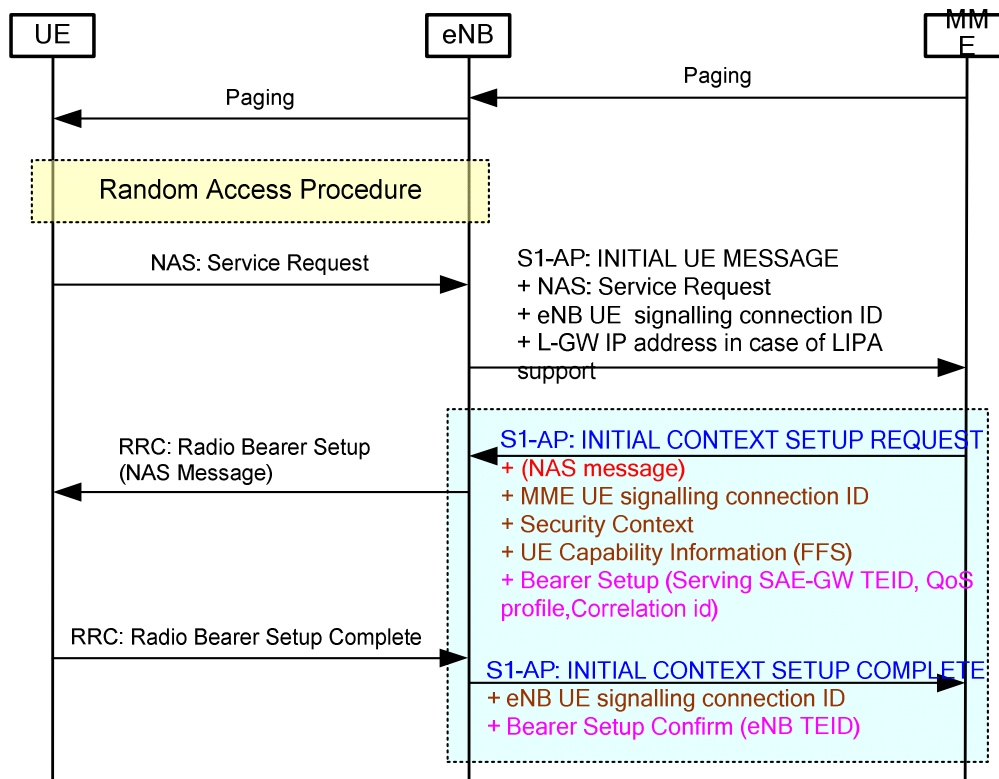 UE
eNB
MM
E
Paging
Paging
Random Access Procedure
NAS: Service Request
S1-AP: INITIAL UE MESSAGE
+ NAS: Service Request
+ eNB UE  signalling connection ID
+ L-GW IP address in case of LIPA
support
S1-AP: INITIAL CONTEXT SETUP REQUEST
+ (NAS message)
+ MME UE signalling connection ID
+ Security Context
+ UE Capability Information (FFS)
+ Bearer Setup (Serving SAE-GW TEID, QoS
profile,Correlation id)
RRC: Radio Bearer Setup
(NAS Message)
RRC: Radio Bearer Setup Complete
S1-AP: INITIAL CONTEXT SETUP COMPLETE
+ eNB UE signalling connection ID
+ Bearer Setup Confirm (eNB TEID)